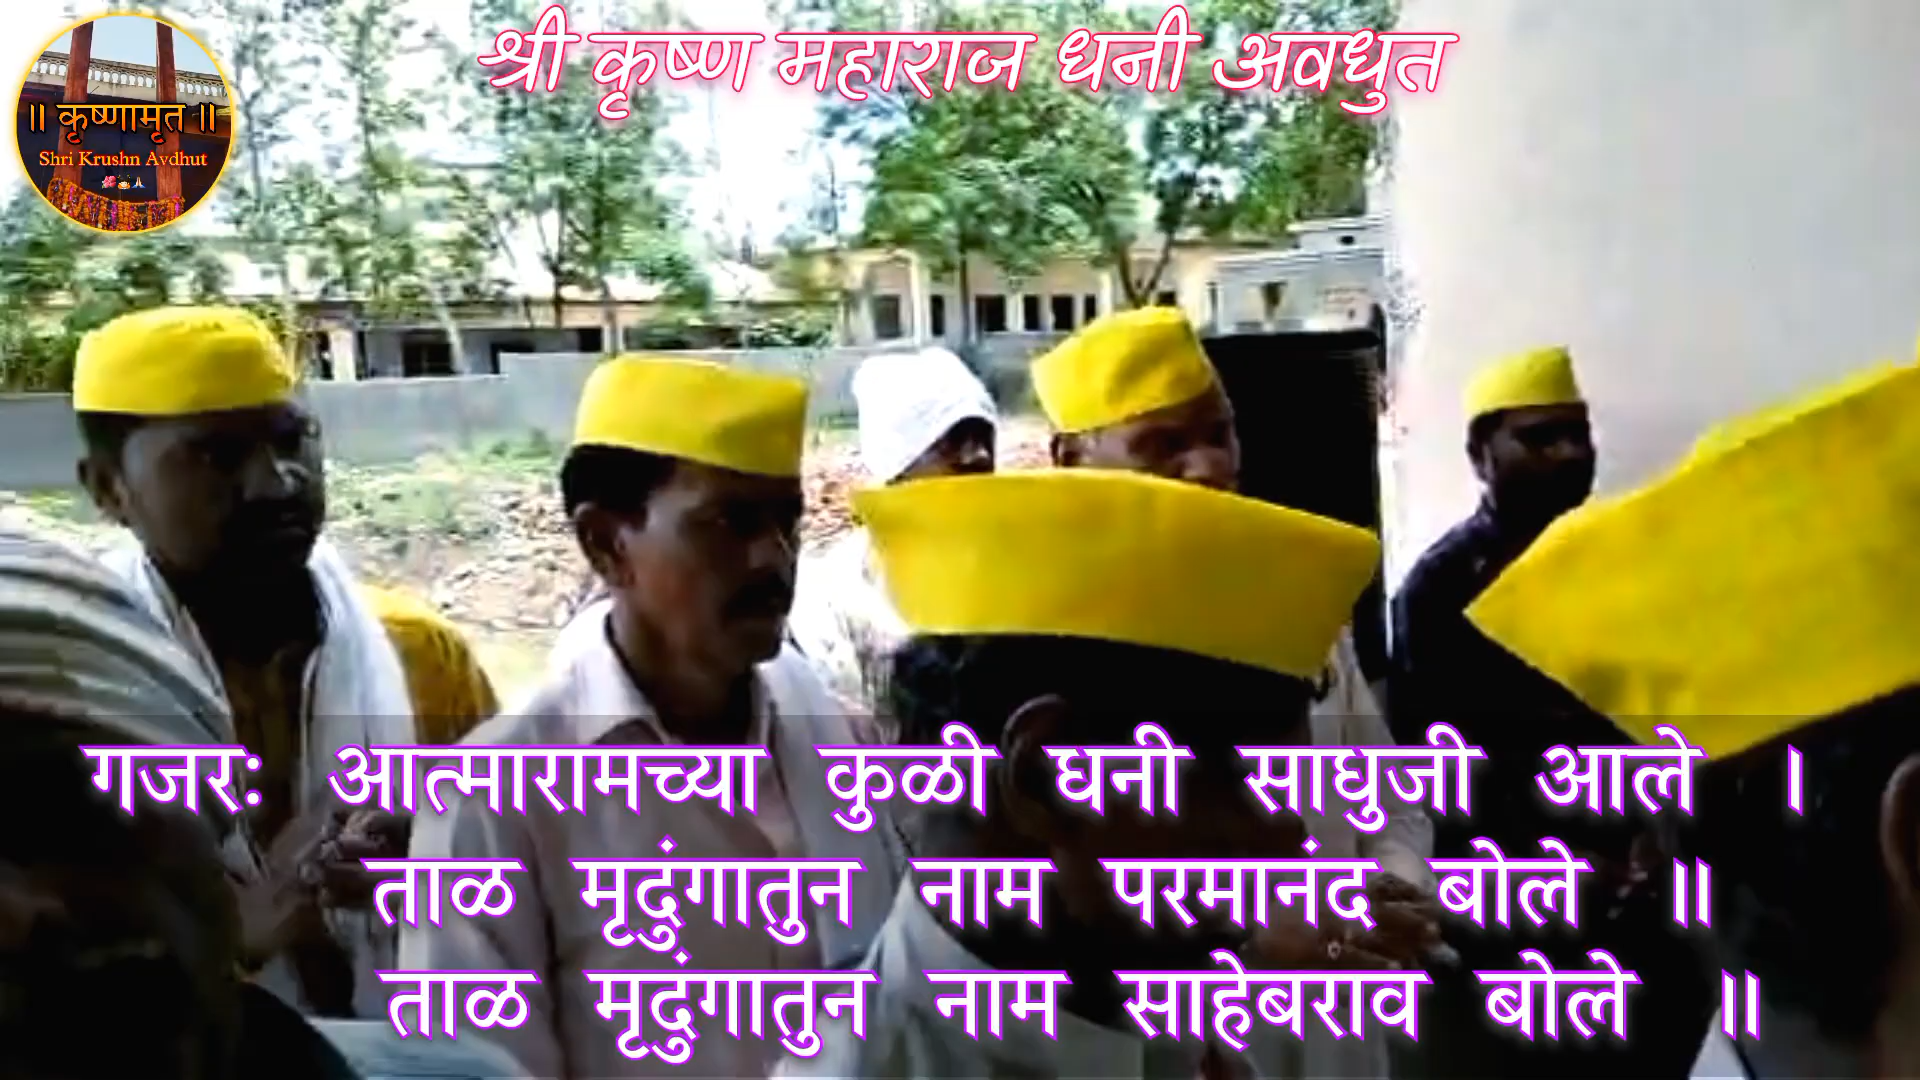 श्री कृष्ण महाराज धनी अवधुत
॥ कृष्णामृत ॥
Shri Krushn Avdhut
गजरः आत्मारामच्या कुळी धनी साधुजी आले ।
ताळ मृदुंगातुन नाम परमानंद बोले ॥
ताळ मृदुंगातुन नाम साहेबराव बोले ॥